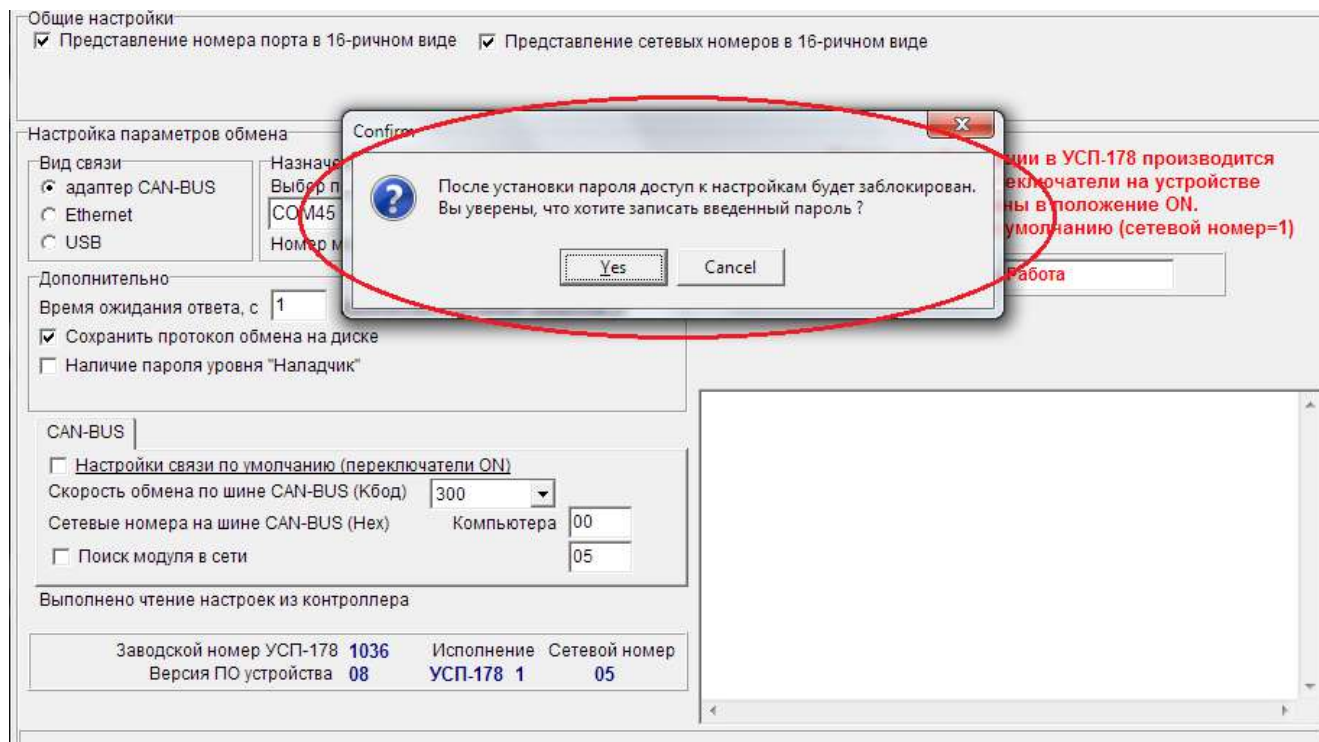 Общие настройки
Представление номера порта в 16-ричном виде Представление сетевых номеров в 16-ричном виде
Настройка параметров обмена
Вид связи
адаптер CAN-BUS
Ethernet
USB
COM45
Номер
Confirm
После установки пароля доступ к настройкам будет заблокирован.
Вы уверены, что хотите записать введенный пароль ?
Yes Cancel
в УСП-178 производится
на устройстве
в положение ON.
умолчанию (сетевой номер=1)
Работа
Дополнительно
Время ожидания ответа, с 1
Сохранить протокол обмена на диске
Наличие пароля уровня "Наладчик"
CAN-BUS
Настройки связи по умолчанию (переключатели ON)
Скорость обмена по шине CAN-BUS (Кбод) 300
Сетевые номера на шине CAN-BUS (Hex) Компьютера 00
Поиск модуля в сети 05
Выполнено чтение настроек из контроллера
Заводской номер УСП-178 1036 Исполнение Сетевой номер
Версия ПО устройства 08 УСП-178 1 05